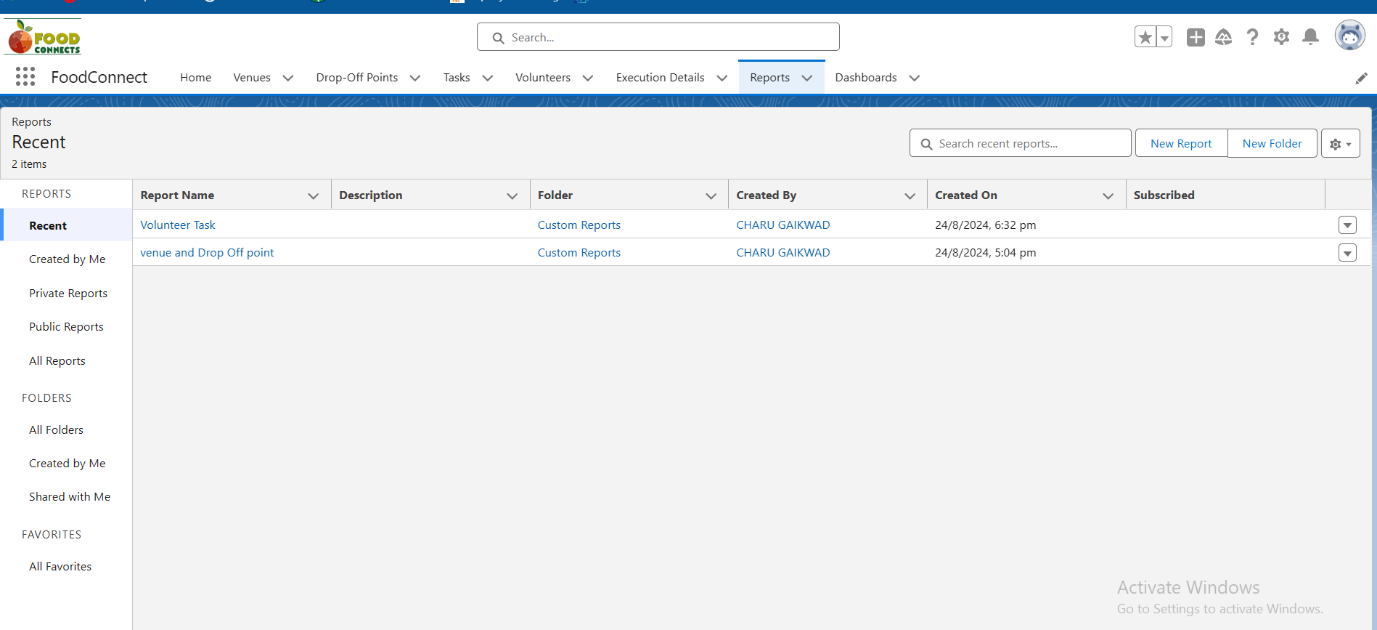 FOOD
CONNECTS
Search...
FoodConnect
Home
Venues
Drop-Off Points
Tasks
Volunteers
Execution Details
Reports
Dashboards
Reports
Recent
2 items
Search recent reports...
New Report
New Folder
REPORTS
Recent
Created by Me
Private Reports
Public Reports
All Reports
FOLDERS
All Folders
Created by Me
Shared with Me
FAVORITES
All Favorites
Report Name Description Folder Created By Created On Subscribed
Volunteer Task Custom Reports CHARU GAIKWAD 24/8/2024, 6:32 pm
venue and Drop Off point Custom Reports CHARU GAIKWAD 24/8/2024, 5:04 pm
Activate Windows
Go to Settings to activate Windows.